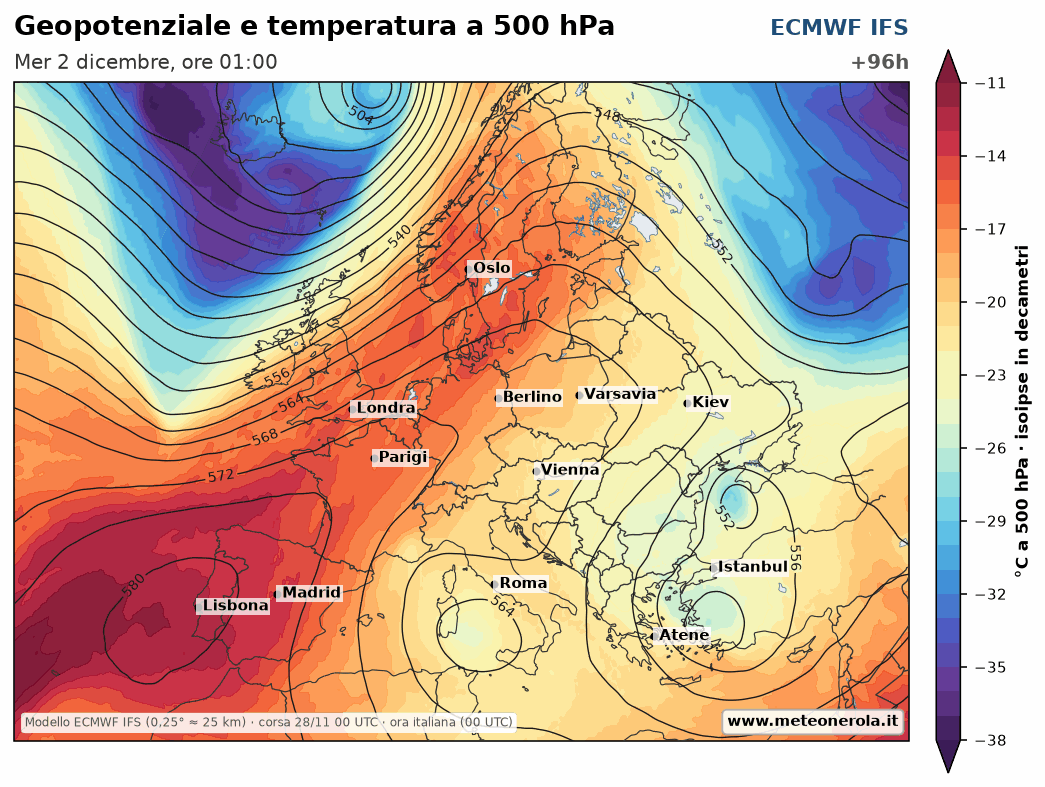 Geopotenziale e temperatura a 500 hPa
ECMWF IFS
Mer 2 dicembre, ore 01:00
+96h
504
548
540
552
Oslo
556
564
568
572
Londra
Berlino
Varsavia
Kiev
Parigi
Vienna
552
556
580
Istanbul
Roma
564
Madrid
Lisbona
Atene
Modello ECMWF IFS (0,25° ≈ 25 km) · corsa 28/11 00 UTC · ora italiana (00 UTC)
www.meteonerola.it
−11
−14
−17
−20
−23
−26
−29
−32
−35
−38
°C a 500 hPa · isoipse in decametri